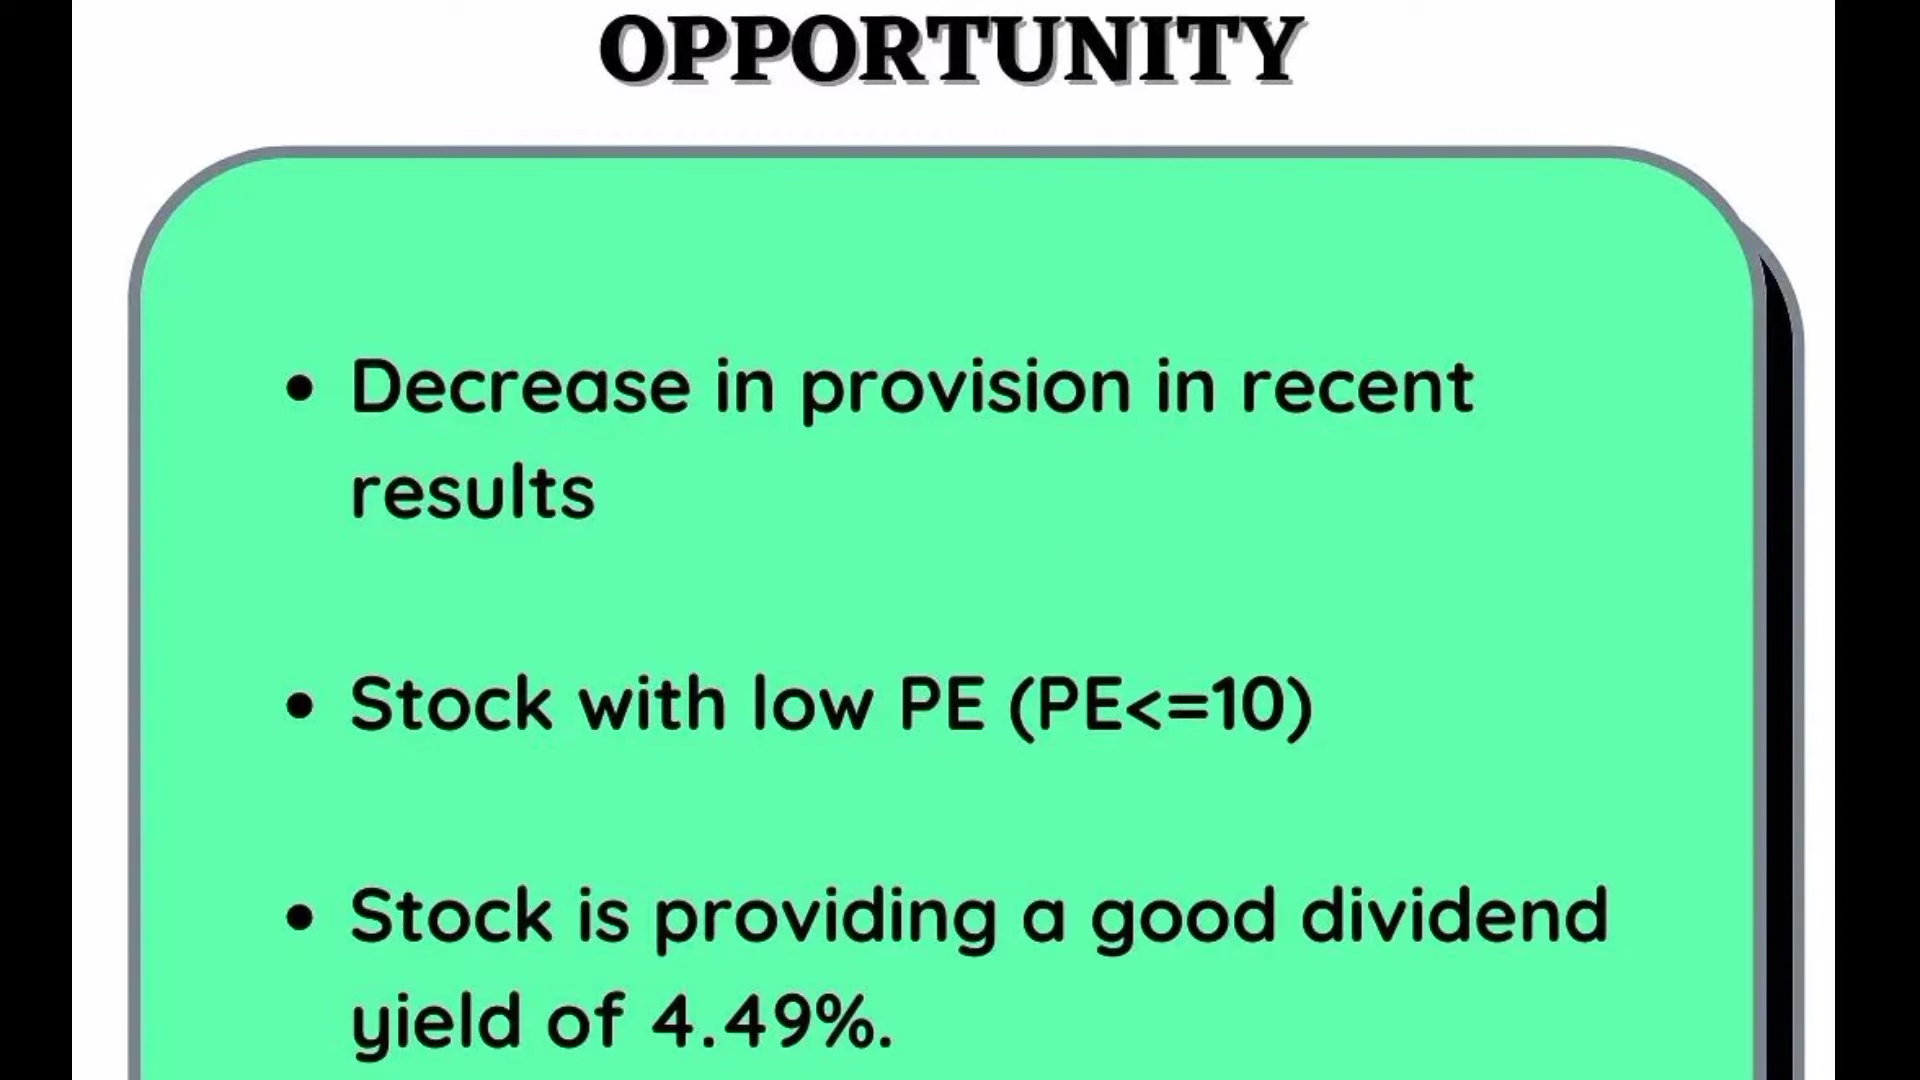 OPPORTUNITY
• Decrease in provision in recent
results
• Stock with low PE (PE<=10)
• Stock is providing a good dividend
yield of 4.49%.